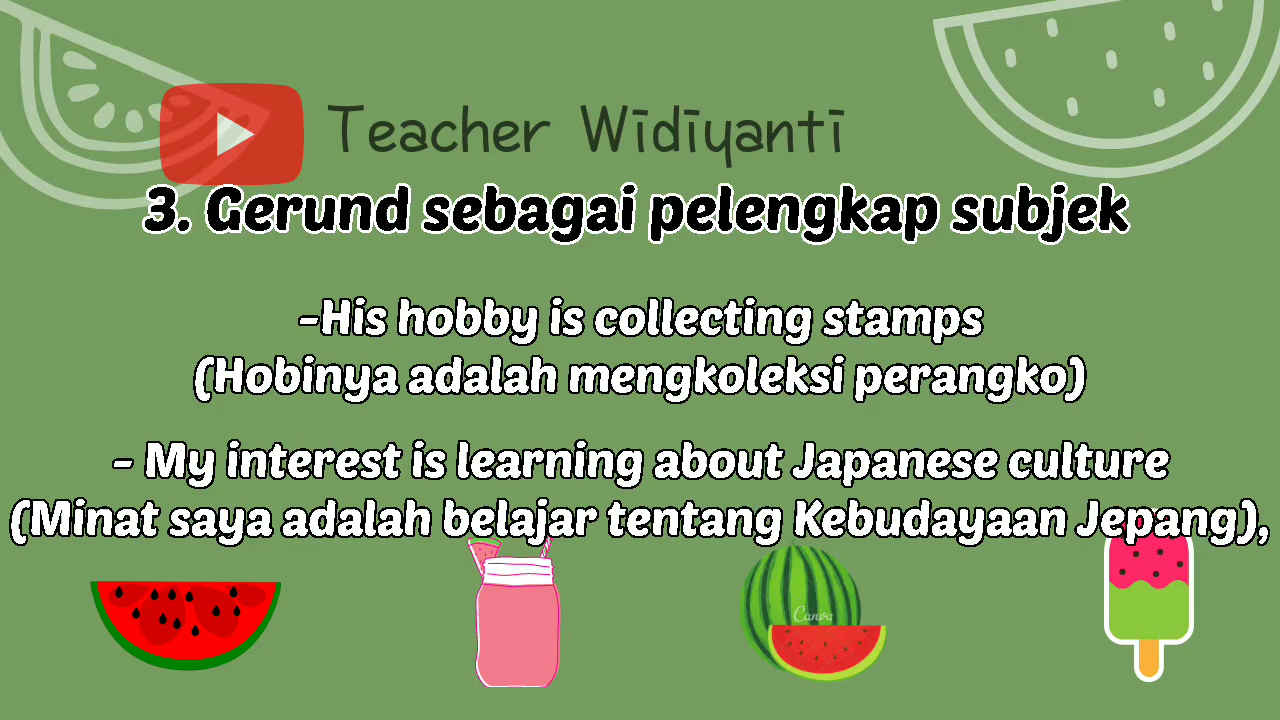 Teacher Widiyanti
3. Gerund sebagai pelengkap subjek
-His hobby is collecting stamps
(Hobinya adalah mengkoleksi perangko)
- My interest is learning about Japanese culture
(Minat saya adalah belajar tentang Kebudayaan Jepang),
Canva